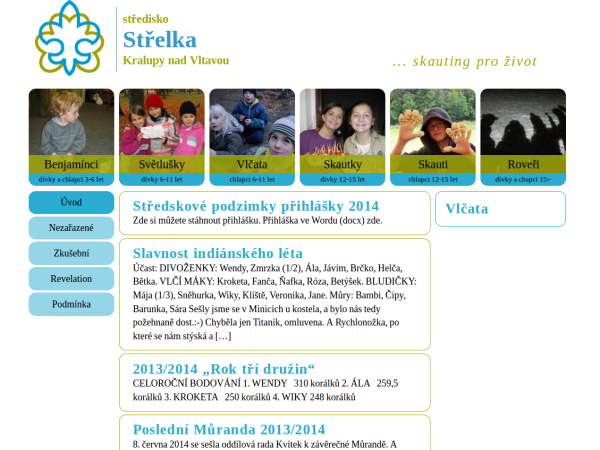 středisko
Střelka
Kralupy nad Vltavou
... skauting pro život
Benjamínci
dívky a chlapci 3-6 let
Světlušky
dívky 6-11 let
Vlčata
chlapci 6-11 let
Skautky
dívky 12-15 let
Skauti
chlapci 12-15 let
Roveři
dívky a chapci 15+
Úvod
Nezařazené
Zkušební
Revelation
Podmínka
Střediskové podzimky přihlášky 2014
Zde si můžete stáhnout přihlášku. Přihláška ve Wordu (docx) zde.
Slavnost indiánského léta
Účast: DIVOŽENKY: Wendy, Zmrzka (1/2), Ála, Jávim, Brčko, Helča,
Bětka. VLČÍ MÁKY: Kroketa, Fanča, Ňafka, Róza, Betýšek. BLUDIČKY:
Mája (1/3), Sněhurka, Wiky, Klíště, Veronika, Jane. Můry: Bambi, Čipy,
Barunka, Sára Sešly jsme se v Minicích u kostela, a bylo nás tedy
požehnaně dost.:-) Chyběla jen Titanik, omluvena. A Rychlonožka, po
které se nám stýská a […]
2013/2014 „Rok tří družin“
CELOROČNÍ BODOVÁNÍ 1. WENDY 310 korálků 2. ÁLA 259,5
korálků 3. KROKETA 250 korálků 4. WIKY 248 korálků
Poslední Můranda 2013/2014
8. června 2014 se sešla oddílová rada Kvítek k závěrečné Můrandě. A
Vlčata